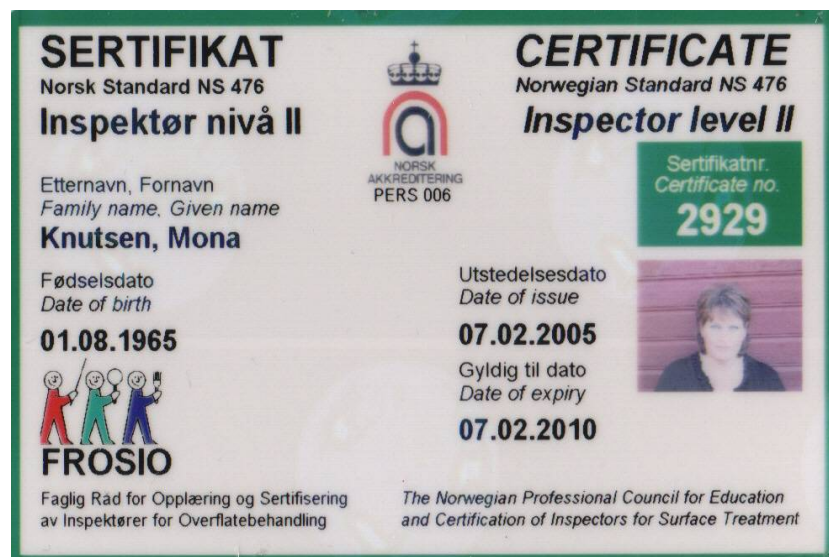 SERTIFIKAT
Norsk Standard NS 476
Inspektør nivå II
NORSK
AKKREDITERING
PERS 006
CERTIFICATE
Norwegian Standard NS 476
Inspector level II
Sertifikatnr.
Certificate no.
2929
Etternavn, Fornavn
Family name, Given name
Knutsen, Mona
Fødselsdato
Date of birth
01.08.1965
Utstedelsesdato
Date of issue
07.02.2005
Gyldig til dato
Date of expiry
07.02.2010
FROSIO
Faglig Råd for Opplæring og Sertifisering
av Inspektører for Overflatebehandling
The Norwegian Professional Council for Education
and Certification of Inspectors for Surface Treatment